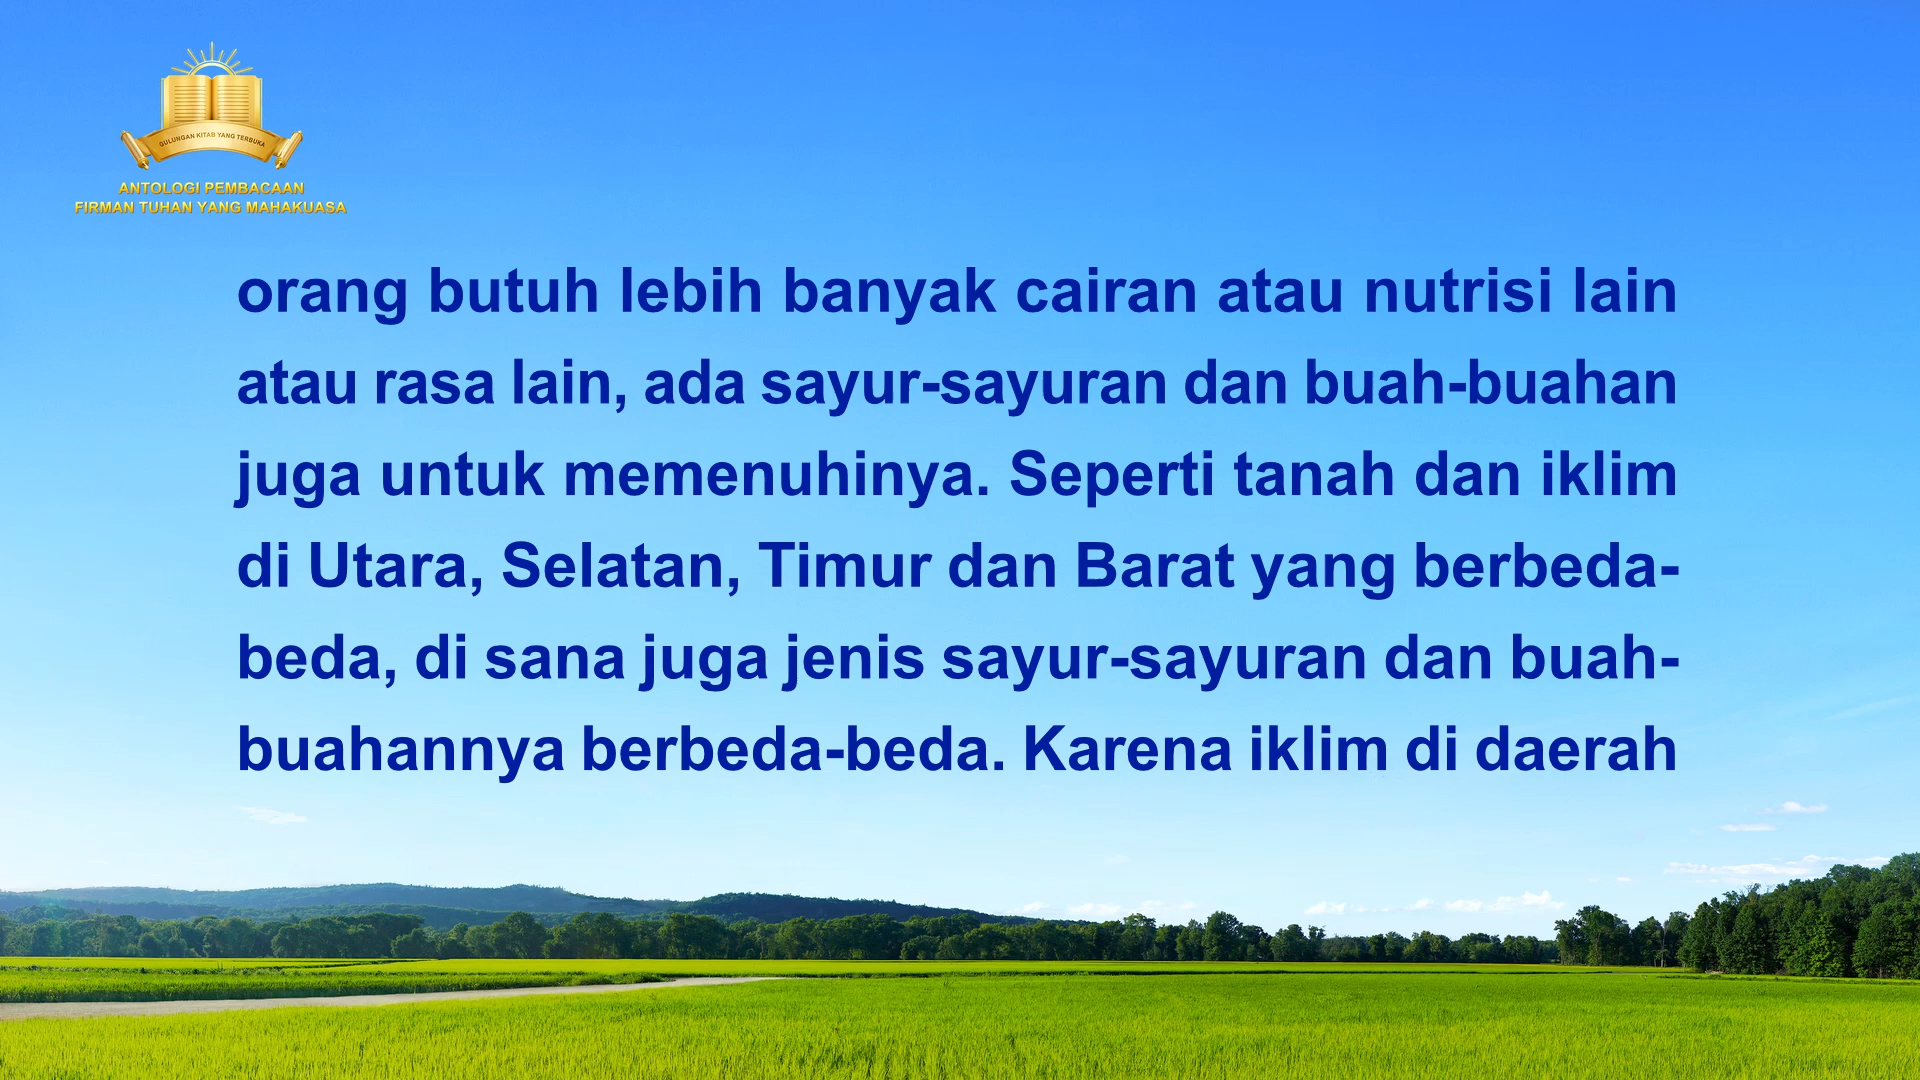 GULUNGAN KITAB YANG TERBUKA
ANTOLOGI PEMBACAAN
FIRMAN TUHAN YANG MAHAKUASA
orang butuh lebih banyak cairan atau nutrisi lain
atau rasa lain, ada sayur-sayuran dan buah-buahan
juga untuk memenuhinya. Seperti tanah dan iklim
di Utara, Selatan, Timur dan Barat yang berbeda-
beda, di sana juga jenis sayur-sayuran dan buah-
buahannya berbeda-beda. Karena iklim di daerah